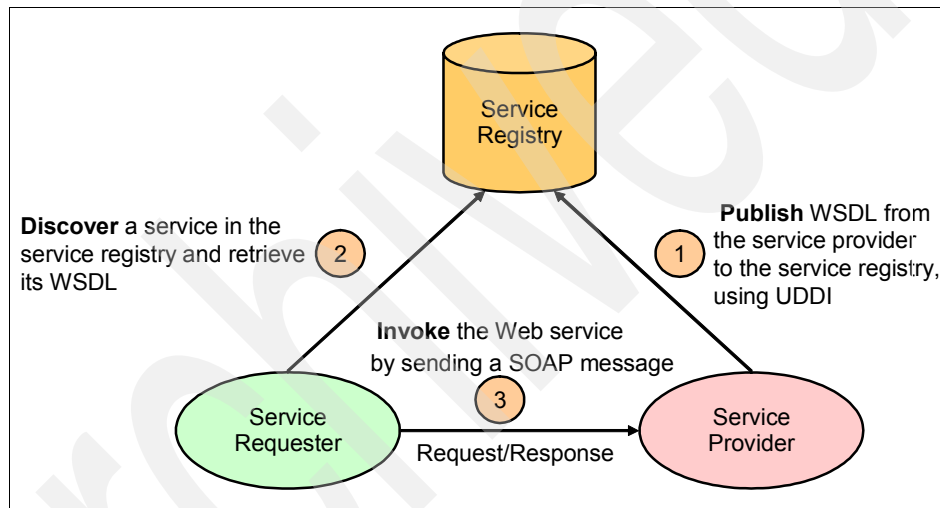 Service
Registry
Discover a service in the
service registry and retrieve
its WSDL
2
1
Publish WSDL from
the service provider
to the service registry,
using UDDI
Invoke the Web service
by sending a SOAP message
3
Service
Requester
Request/Response
Service
Provider